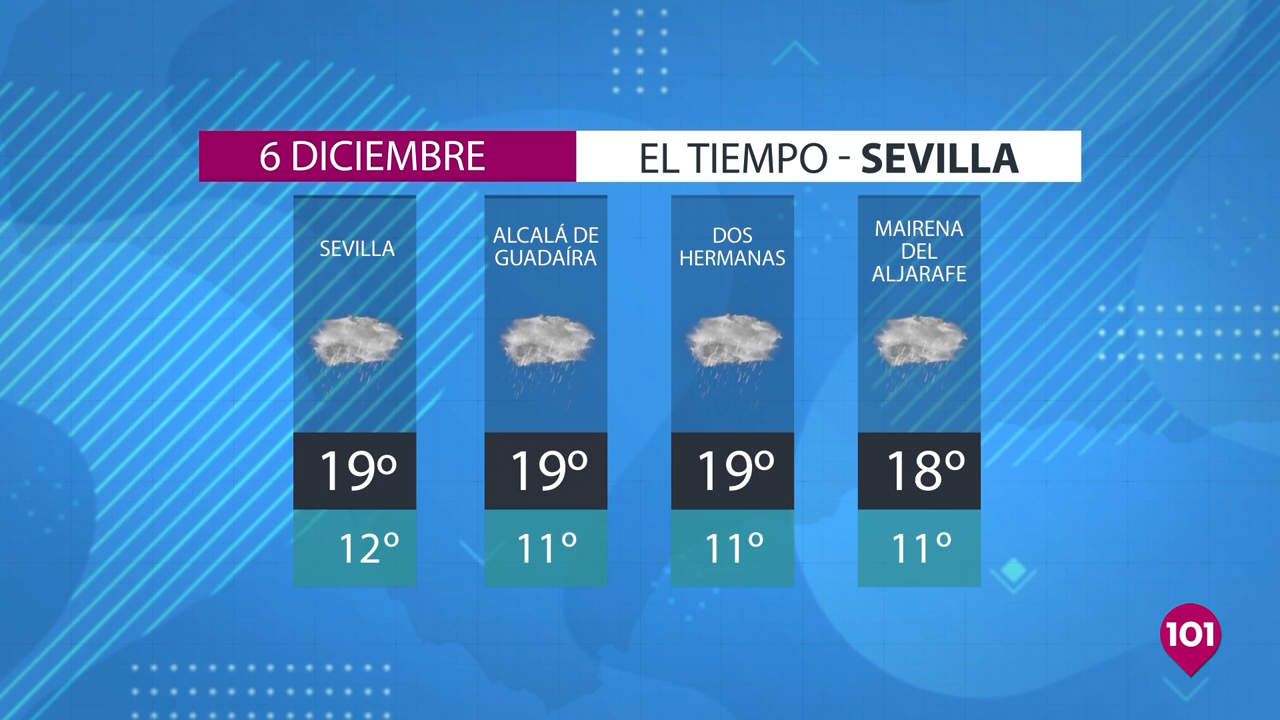 6 DICIEMBRE
EL TIEMPO - SEVILLA
SEVILLA
19º
12º
ALCALÁ DE
GUADAÍRA
19º
11º
DOS
HERMANAS
19º
11º
MAIRENA
DEL
ALJARAFE
18º
11º
101